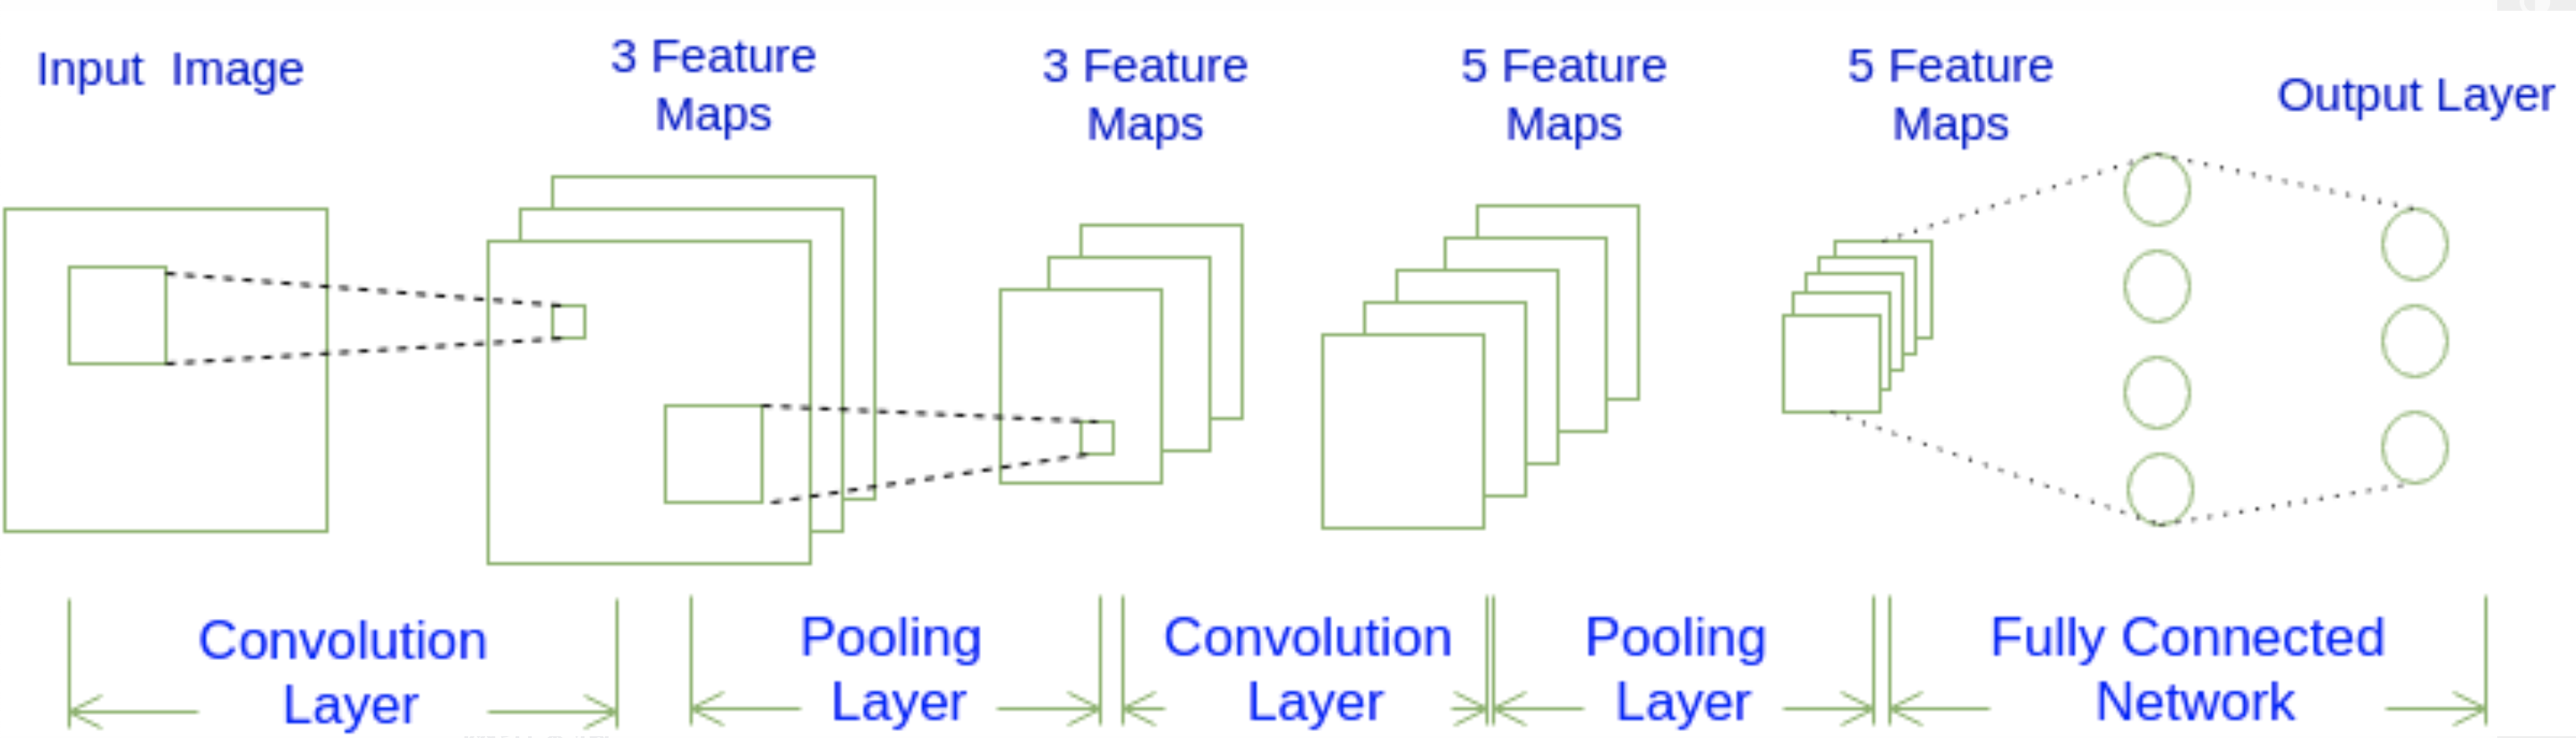 Input Image
3 Feature
Maps
3 Feature
Maps
5 Feature
Maps
5 Feature
Maps
Output Layer
Convolution
Layer
Pooling
Layer
Convolution
Layer
Pooling
Layer
Fully Connected
Network